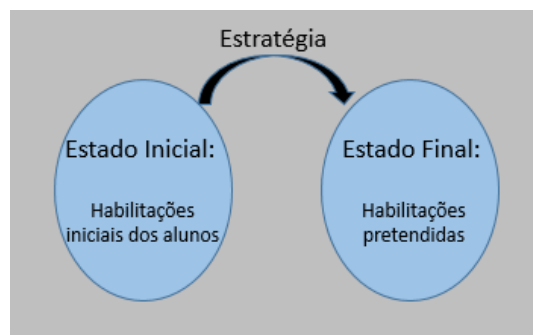 Estratégia
Estado Inicial:
Habilitações
iniciais dos alunos
Estado Final:
Habilitações
pretendidas